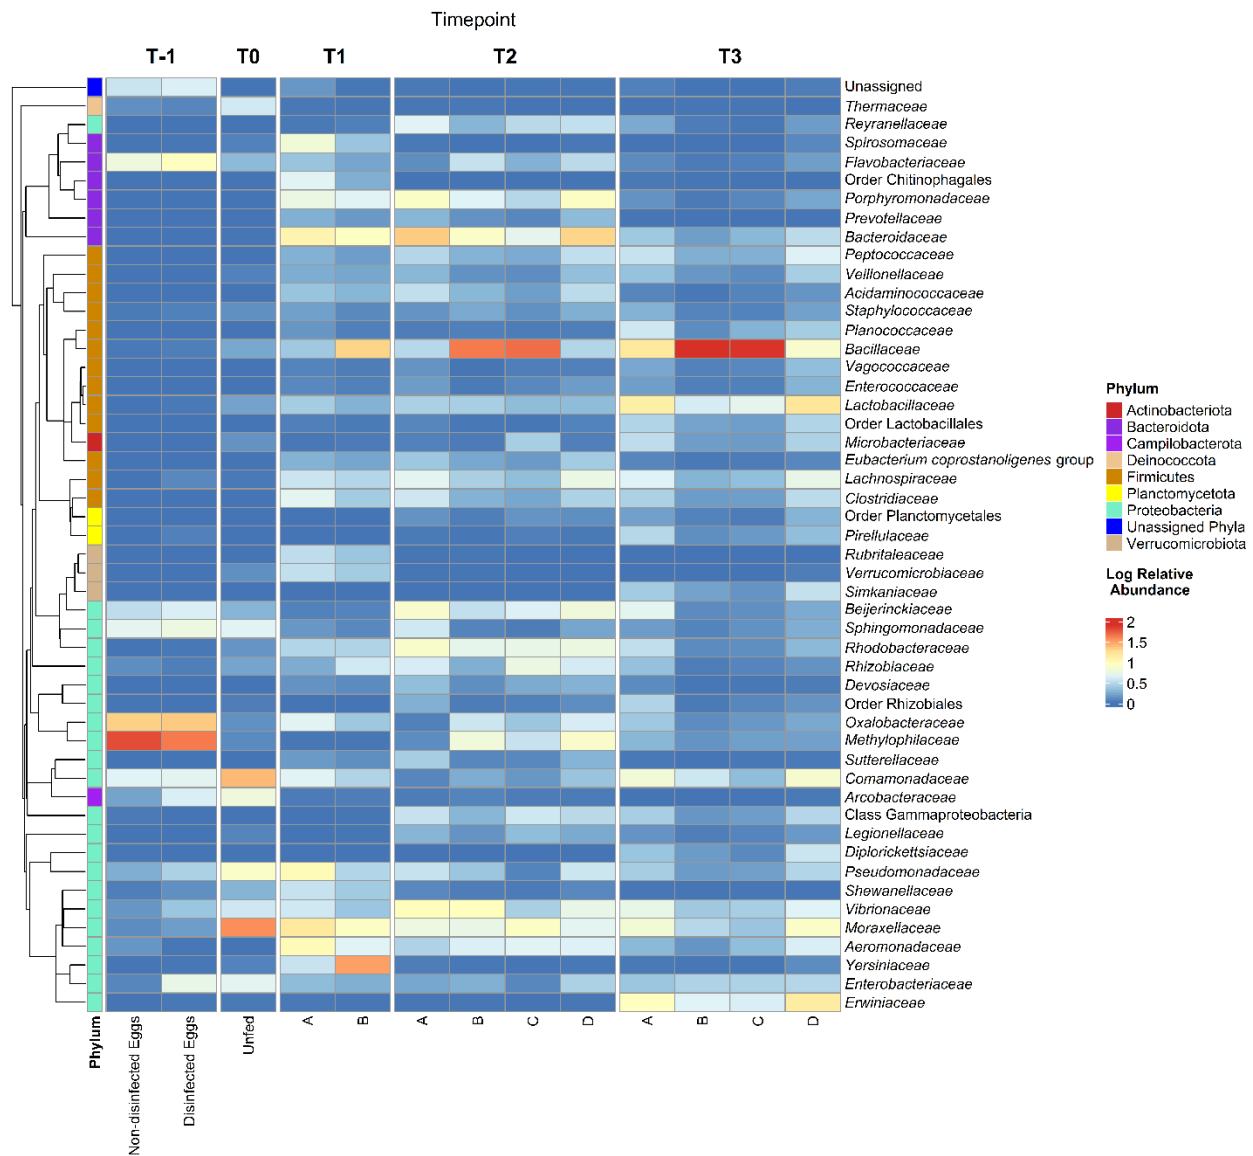 Timepoint
T-1 T0 T1 T2 T3
Unassigned
Thermaceae
Reyranellaceae
Spirosomaceae
Flavobacteriaceae
Order Chitinophagales
Porphyromonadaceae
Prevotellaceae
Bacteroidaceae
Peptococcaceae
Veillonellaceae
Acidaminococcaceae
Staphylococcaceae
Planococcaceae
Bacillaceae
Vagococcaceae
Enterococcaceae
Lactobacillaceae
Order Lactobacillales
Microbacteriaceae
Eubacterium coprostanoligenes group
Lachnospiraceae
Clostridiaceae
Order Planctomycetales
Pirellulaceae
Rubritaleaceae
Verrucomicrobiaceae
Simkaniaceae
Beijerinckiaceae
Sphingomonadaceae
Rhodobacteraceae
Rhizobiaceae
Devosiaceae
Order Rhizobiales
Oxalobacteraceae
Methylophilaceae
Sutterellaceae
Comamonadaceae
Arcobacteraceae
Class Gammaproteobacteria
Legionellaceae
Diplorickettsiaceae
Pseudomonadaceae
Shewanellaceae
Vibrionaceae
Moraxellaceae
Aeromonadaceae
Yersiniaceae
Enterobacteriaceae
Erwiniaceae
Phylum
Non-disinfected Eggs
Disinfected Eggs
Unfed
A
B
A
B
C
D
A
B
C
D
Phylum
Actinobacteriota
Bacteroidota
Campilobacterota
Deinococcota
Firmicutes
Planctomycetota
Proteobacteria
Unassigned Phyla
Verrucomicrobiota
Log Relative
Abundance
2
1.5
1
0.5
0